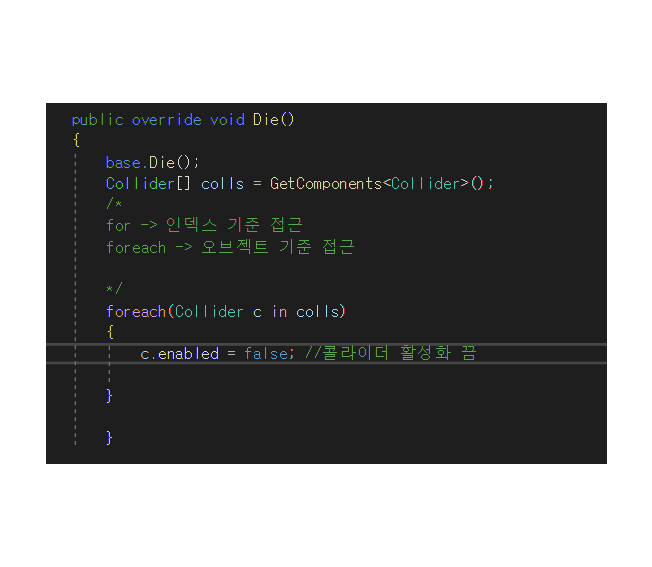 public override void Die()
{
base.Die();
Collider[] colls = GetComponents<Collider>();
/*
for -> 인덱스 기준 접근
foreach -> 오브젝트 기준 접근
*/
foreach(Collider c in colls)
{
c.enabled = false; //콜라이더 활성화 끔
}
}